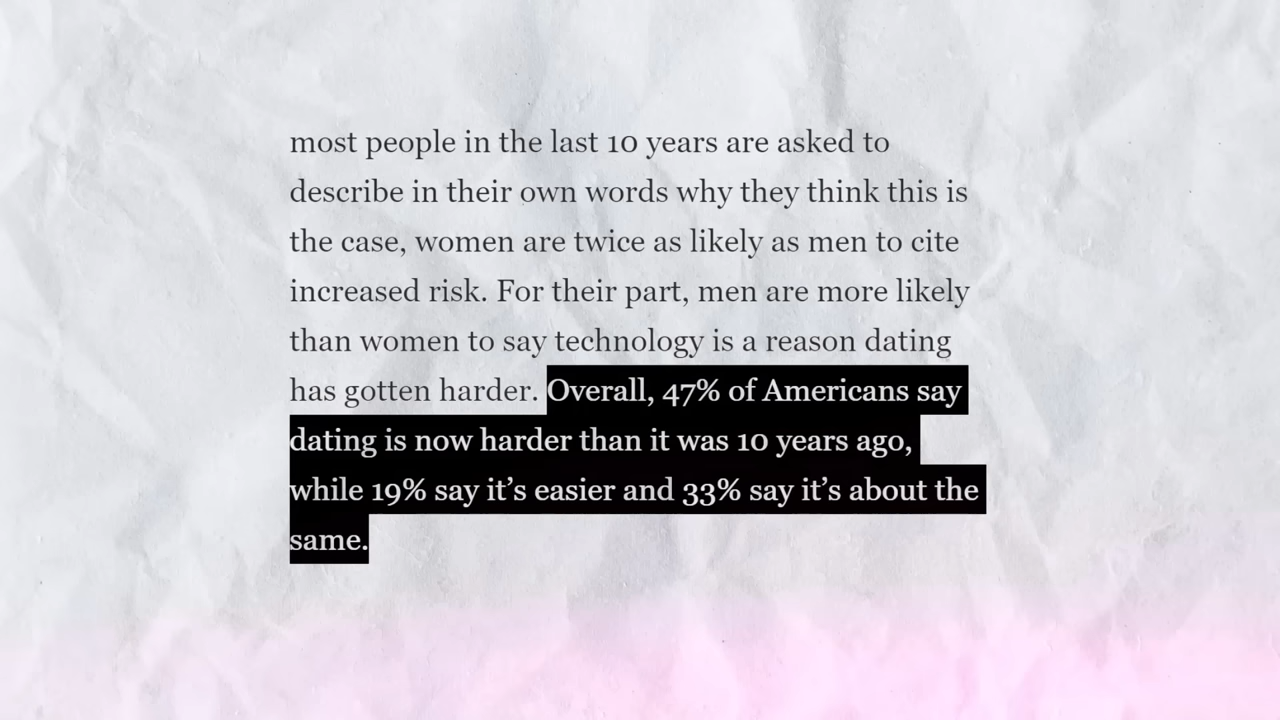 most people in the last 10 years are asked to
describe in their own words why they think this is
the case, women are twice as likely as men to cite
increased risk. For their part, men are more likely
than women to say technology is a reason dating
has gotten harder. Overall, 47% of Americans say
dating is now harder than it was 10 years ago,
while 19% say it’s easier and 33% say it’s about the
same.